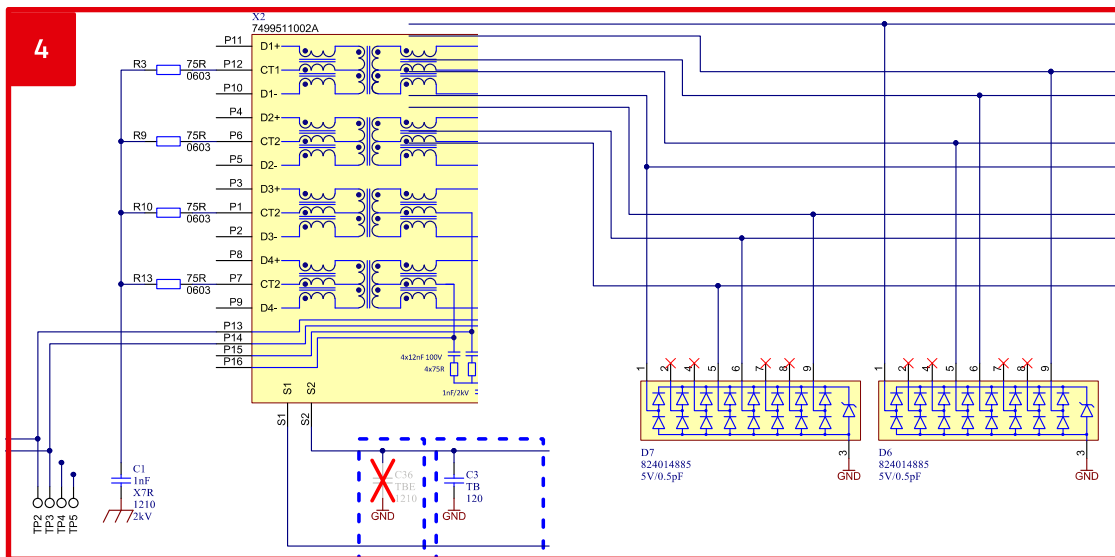 4
X2
7499511002A
P11 D1+
R3 75R 0603 P12 CT1
P10 D1-
P4 D2+
R9 75R 0603 P6 CT2
P5 D2-
P3 D3+
R10 75R 0603 P1 CT2
P2 D3-
P8 D4+
R13 75R 0603 P7 CT2
P9 D4-
P13
P14
P15
P16
4x12nF 100V
4x75R
1nF/2kV
S1 S2
S1 S2
1 2 4 5 6 7 8 9
1 2 4 5 6 7 8 9
3
3
D7
824014885
5V/0.5pF
GND
D6
824014885
5V/0.5pF
GND
C1
1nF
X7R
1210
2kV
C36
TBE
1210
GND
C3
TB
120
GND
TP2 TP3 TP4 TP5